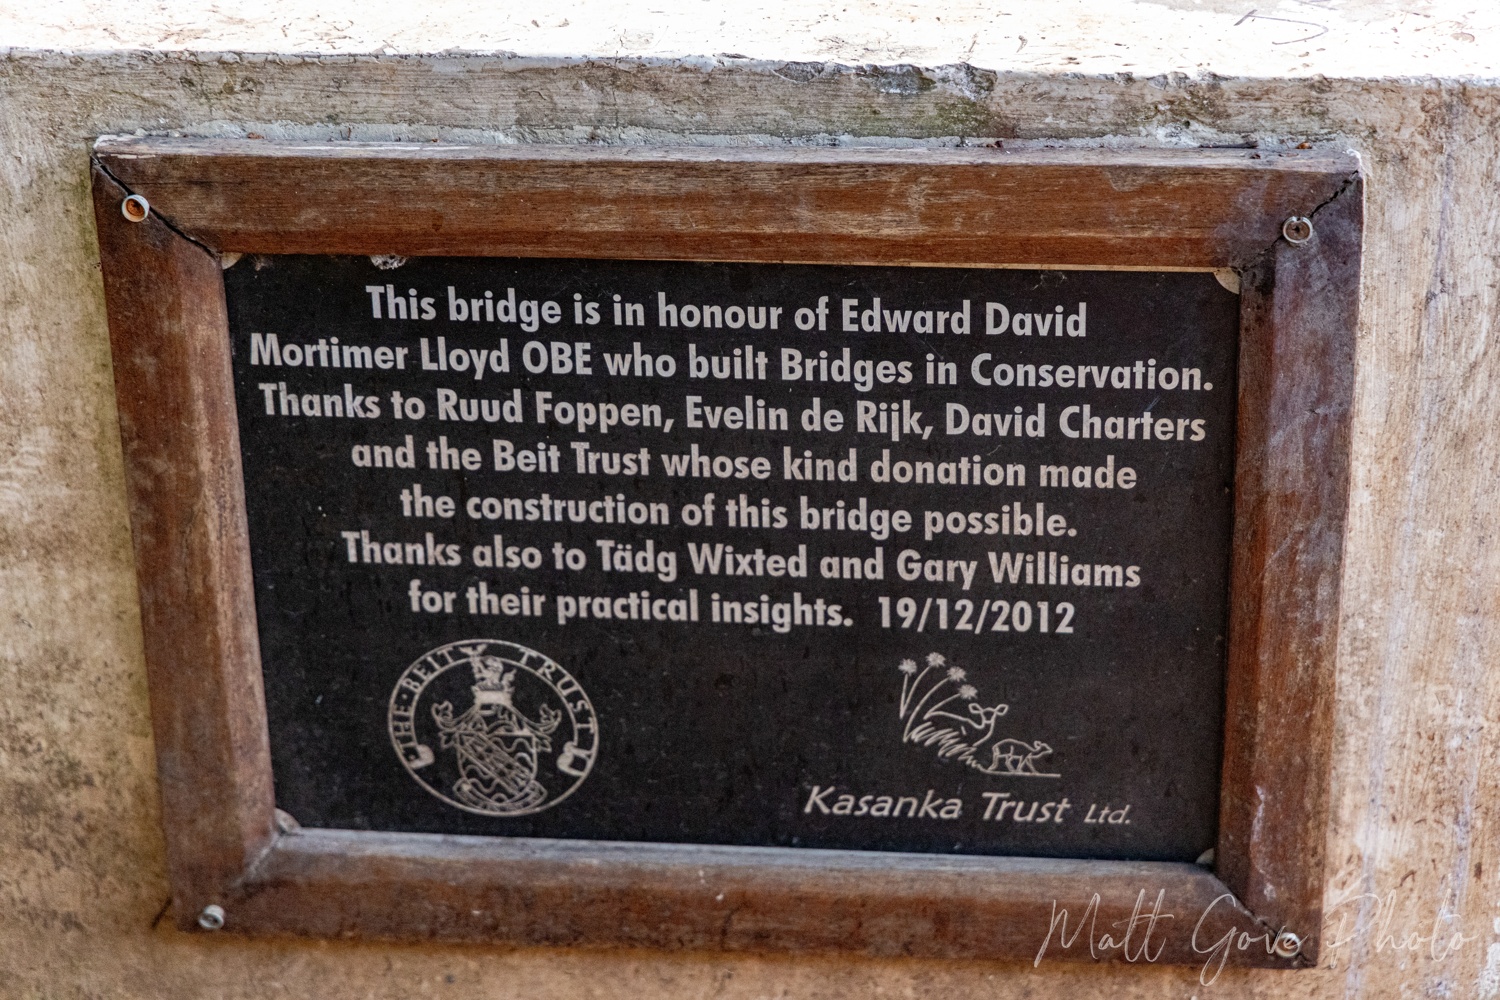 This bridge is in honour of Edward David
Mortimer Lloyd OBE who built Bridges in Conservation.
Thanks to Ruud Foppen, Evelin de Rijk, David Charters
and the Beit Trust whose kind donation made
the construction of this bridge possible.
Thanks also to Tädg Wixted and Gary Williams
for their practical insights.  19/12/2012
THE · BEIT TRUST
Kasanka Trust Ltd.
Matt Gove Photo